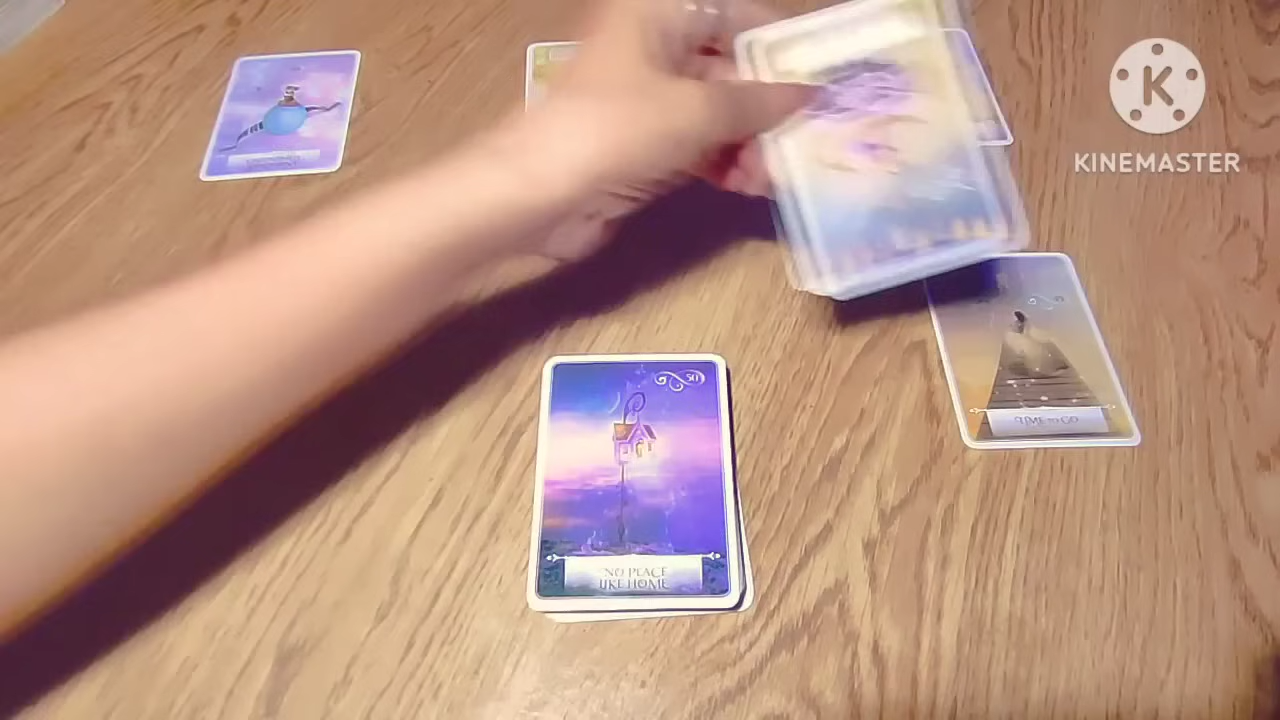 K
KINEMASTER
50
TIME TO GO
NO PLACE
LIKE HOME